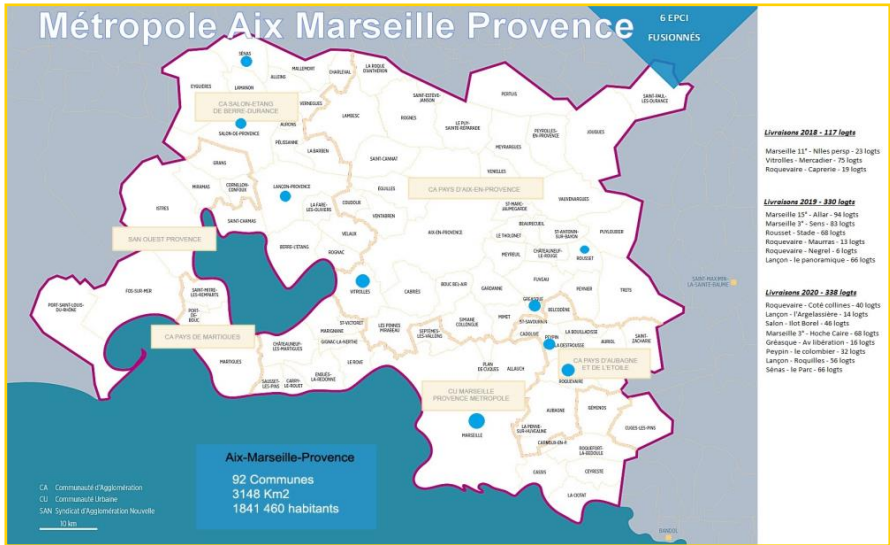 Métropole Aix Marseille Provence
6 EPCI
FUSIONNÉS
SÉNAS
MALLEMORT
CHARLEVAL
LA ROQUE
D'ANTHÉRON
ALLEINS
EYGUIÈRES
LAMANON
VERNÈGUES
CA SALON-ETANG
DE BERRE-DURANCE
SAINT-ESTÈVE-
JANSON
PERTUIS
SAINT-PAUL-
LES-DURANCE
LAMBESC
ROGNES
LE PUY-
SAINTE-RÉPARADE
AURONS
SALON-DE-PROVENCE
PEYROLLES-
EN-PROVENCE
JOUQUES
PÉLISSANNE
MEYRARGUES
LA BARBEN
SAINT-CANNAT
GRANS
VENELLES
MIRAMAS
CORNILLON-
CONFOUX
LANÇON-PROVENCE
ÉGUILLES
CA PAYS D'AIX-EN-PROVENCE
VAUVENARGUES
ISTRES
LA FARE-
LES-OLIVIERS
COUDOUX
ST-MARC-
JAUMEGARDE
SAINT-CHAMAS
VENTABREN
BEAURECUEIL
AIX-EN-PROVENCE
LE THOLONET
ST-ANTONIN-
SUR-BAYON
PUYLOUBIER
SAN OUEST PROVENCE
VELAUX
BERRE-L'ETANG
ROGNAC
MEYREUIL
CHÂTEAUNEUF-
LE-ROUGE
ROUSSET
FOS-SUR-MER
SAINT-MITRE-
LES-REMPARTS
VITROLLES
CABRIÈS
BOUC BEL-AIR
GARDANNE
FUVEAU
PEYNIER
TRETS
SAINT-MAXIMIN
LA-SAINTE-BAUME
PORT-SAINT-LOUIS-
DU-RHÔNE
PORT-
DE-
BOUC
GRÉASQUE
BELCODÈNE
ST-VICTORET
MARIGNANE
LES PENNES
MIRABEAU
SEPTÈMES-
LES-VALLONS
SIMIANE
COLLONGUE
MIMET
ST-SAVOURNIN
CADOLIVE
PEYPIN
LA BOUILLADISSE
CA PAYS DE MARTIGUES
CHÂTEAUNEUF-
LES-MARTIGUES
GIGNAC-LA-NERTHE
LA DESTROUSSE
AURIOL
SAINT-
ZACHARIE
MARTIGUES
LE ROVE
PLAN
DE CUQUES
ALLAUCH
CA PAYS D'AUBAGNE
ET DE L'ETOILE
SAUSSET
LES-PINS
CARRY-
LE-ROUET
ENSUÈS
LA-REDONNE
ROQUEVAIRE
CU MARSEILLE
PROVENCE METROPOLE
AUBAGNE
GÉMENOS
MARSEILLE
LA PENNE-
SUR-HUVEAUNE
CUGES-LES-PINS
CARNOUX-EN-P.
ROQUEFORT-
LA-BÉDOULE
CASSIS
CEYRESTE
LA CIOTAT
BANDOL
Aix-Marseille-Provence
92 Communes
3148 Km2
1841 460 habitants
CA Communauté d'Agglomération
CU Communauté Urbaine
SAN Syndicat d'Agglomération Nouvelle
10 km
Livraisons 2018 - 117 logts
Marseille 11° - Nlles persp - 23 logts
Vitrolles - Mercadier - 75 logts
Roquevaire - Caprerie - 19 logts
Livraisons 2019 - 330 logts
Marseille 15° - Allar - 94 logts
Marseille 3° - Sens - 83 logts
Rousset - Stade - 68 logts
Roquevaire - Maurras - 13 logts
Roquevaire - Negrel - 6 logts
Lançon - le panoramique - 66 logts
Livraisons 2020 - 338 logts
Roquevaire - Coté collines - 40 logts
Lançon - l'Argelassière - 14 logts
Salon - Ilot Borel - 46 logts
Marseille 3° - Hoche Caire - 68 logts
Gréasque - Av libération - 16 logts
Peypin - le colombier - 32 logts
Lançon - Roquilles - 56 logts
Sénas - le Parc - 66 logts